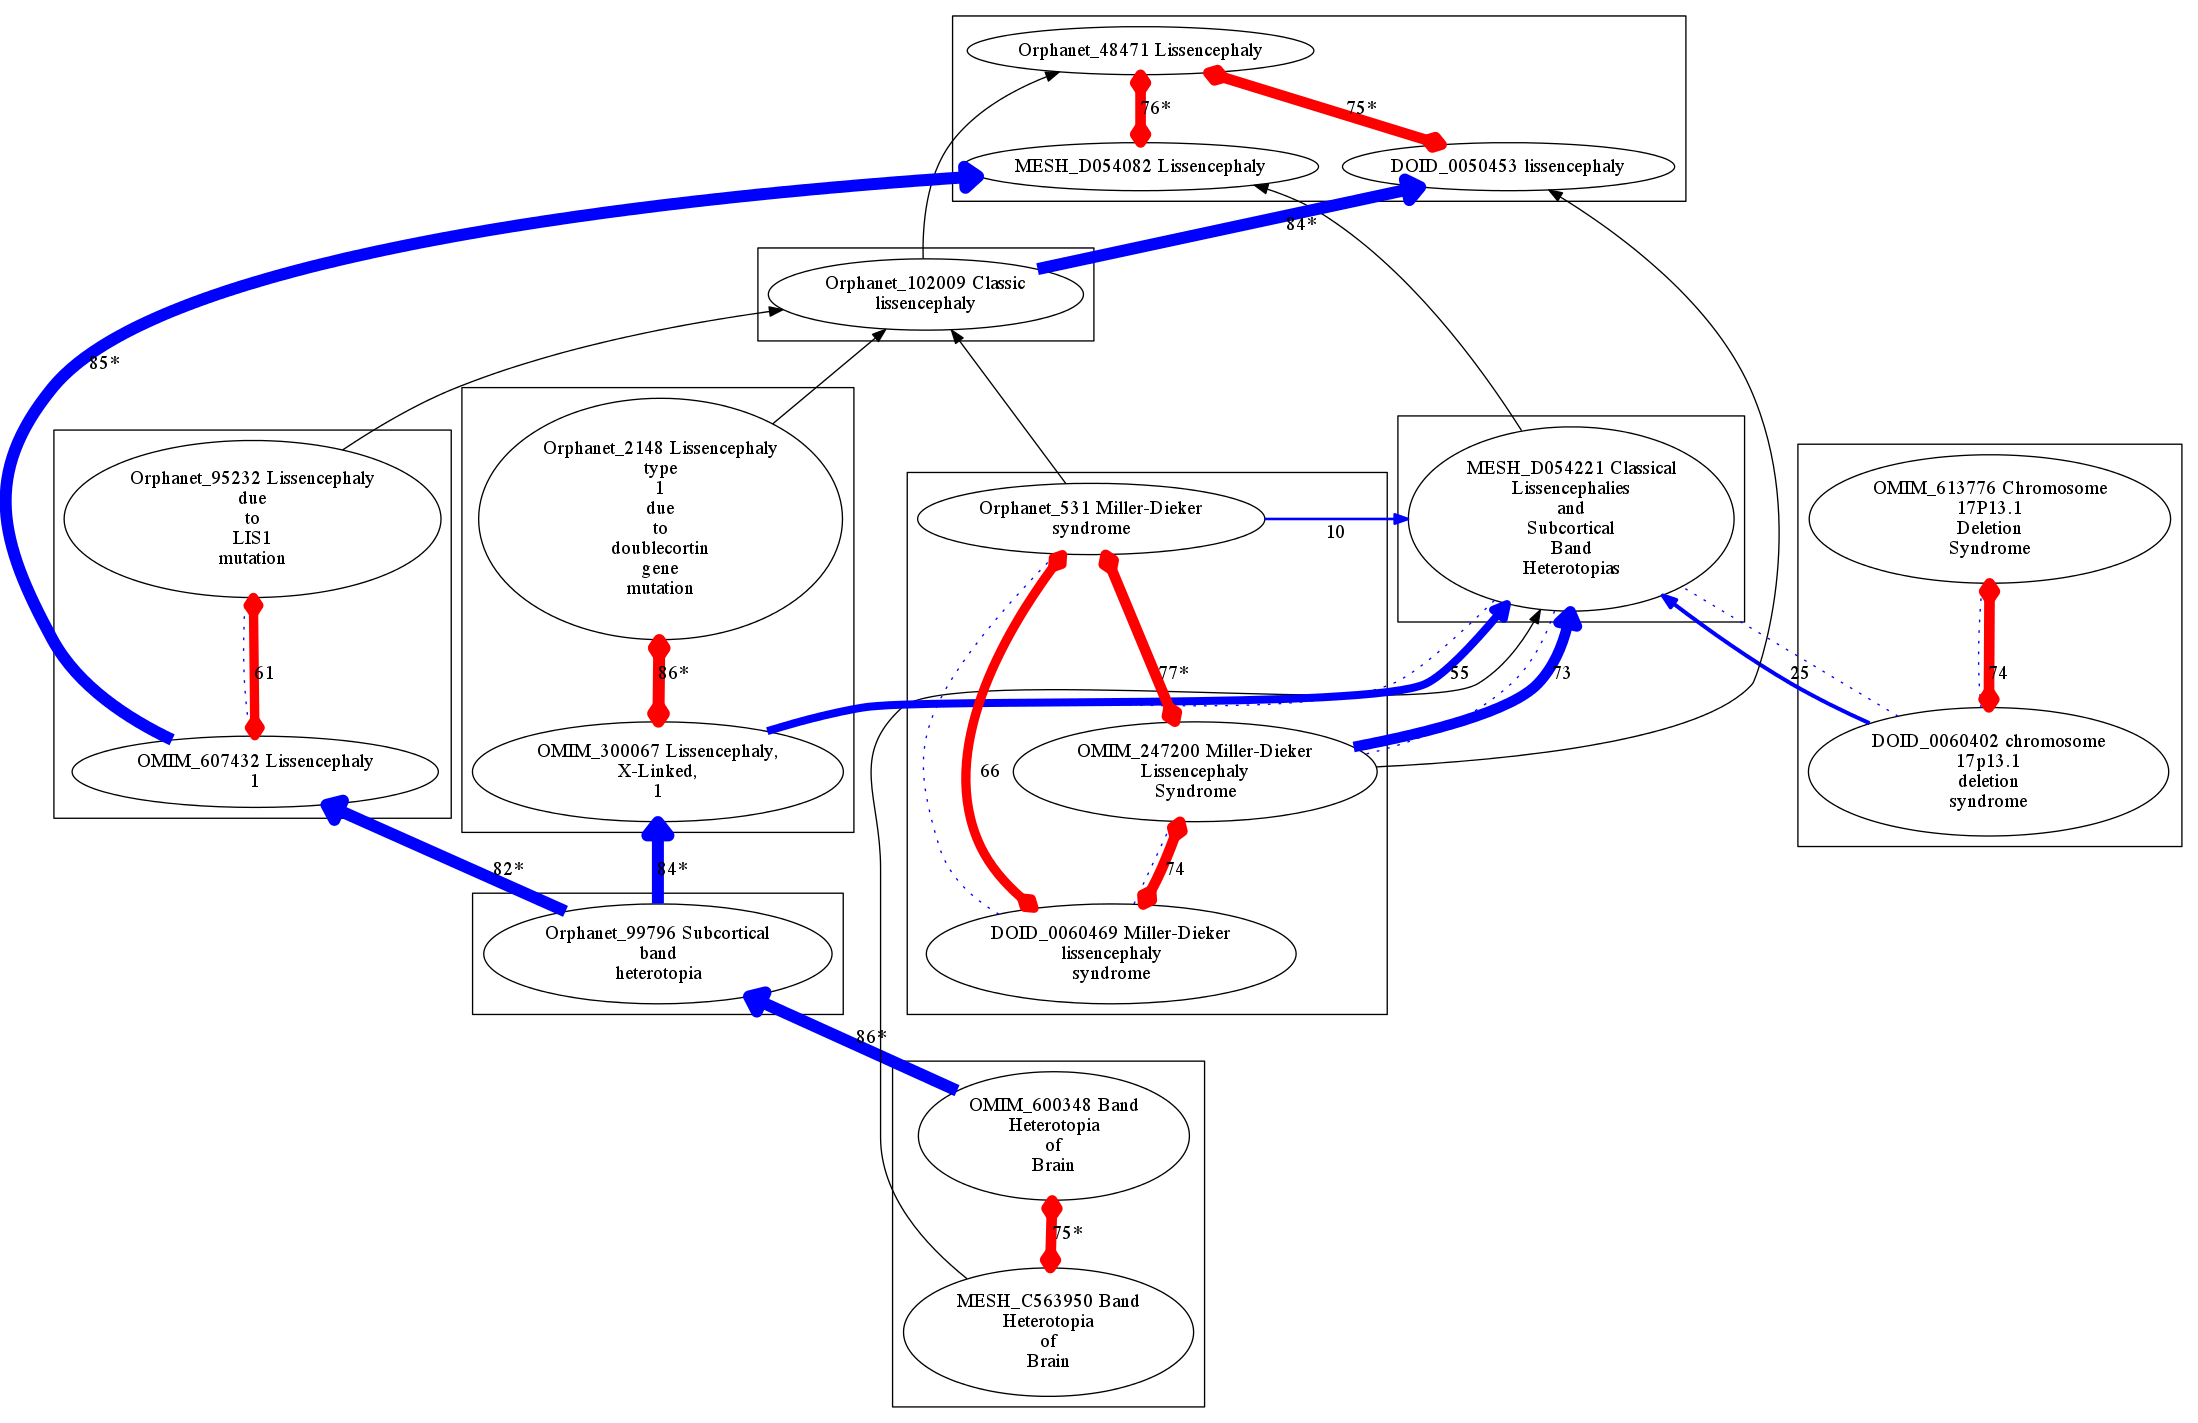 Orphanet_48471 Lissencephaly
76*
75*
MESH_D054082 Lissencephaly
DOID_0050453 lissencephaly
84*
Orphanet_102009 Classic
lissencephaly
85*
Orphanet_95232 Lissencephaly
due
to
LIS1
mutation
61
OMIM_607432 Lissencephaly
1
Orphanet_2148 Lissencephaly
type
1
due
to
doublecortin
gene
mutation
86*
OMIM_300067 Lissencephaly,
X-Linked,
1
Orphanet_531 Miller-Dieker
syndrome
10
MESH_D054221 Classical
Lissencephalies
and
Subcortical
Band
Heterotopias
OMIM_613776 Chromosome
17P13.1
Deletion
Syndrome
77*
55
73
25
74
66
OMIM_247200 Miller-Dieker
Lissencephaly
Syndrome
DOID_0060402 chromosome
17p13.1
deletion
syndrome
82*
84*
74
Orphanet_99796 Subcortical
band
heterotopia
DOID_0060469 Miller-Dieker
lissencephaly
syndrome
86*
OMIM_600348 Band
Heterotopia
of
Brain
75*
MESH_C563950 Band
Heterotopia
of
Brain